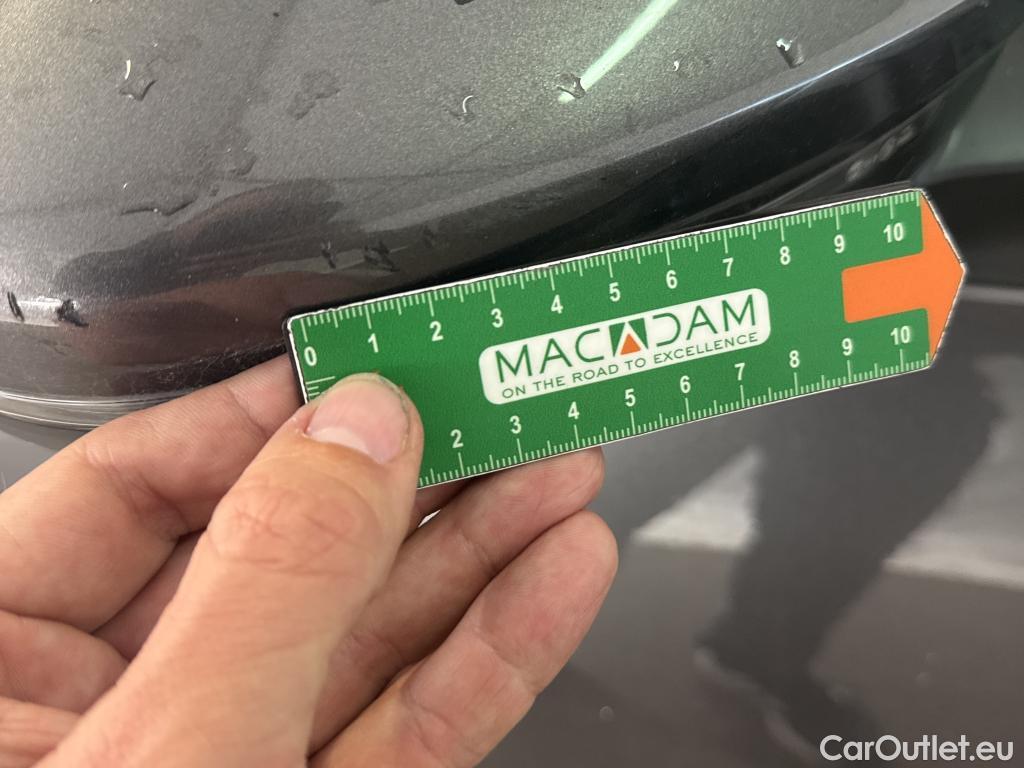 0 1 2 3 4 5 6 7 8 9 10
MACADAM
ON THE ROAD TO EXCELLENCE
2 3 4 5 6 7 8 9 10
CarOutlet.eu